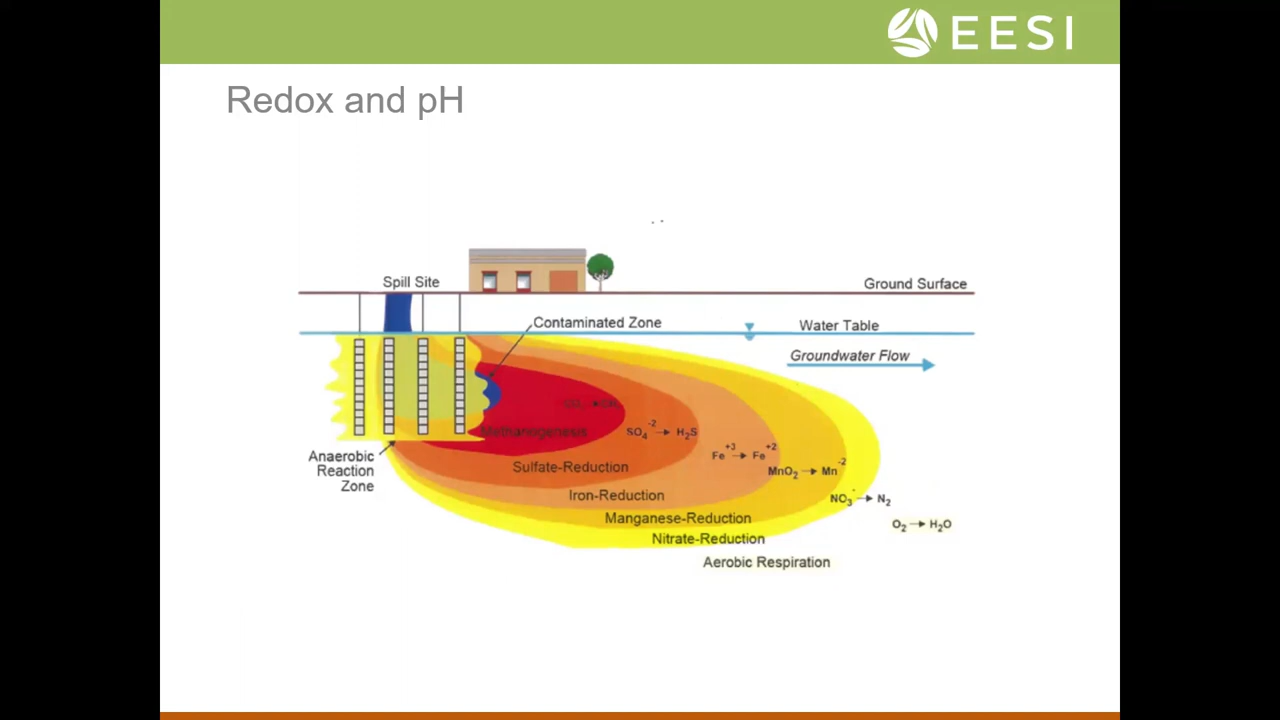 EESI
Redox and pH
Spill Site
Ground Surface
Contaminated Zone
Water Table
Groundwater Flow
SO₄⁻² → H₂S
Methanogenesis
Anaerobic
Reaction
Zone
Fe⁺³ → Fe⁺²
Sulfate-Reduction
MnO₂ → Mn⁻²
Iron-Reduction
NO₃⁻ → N₂
Manganese-Reduction
O₂ → H₂O
Nitrate-Reduction
Aerobic Respiration